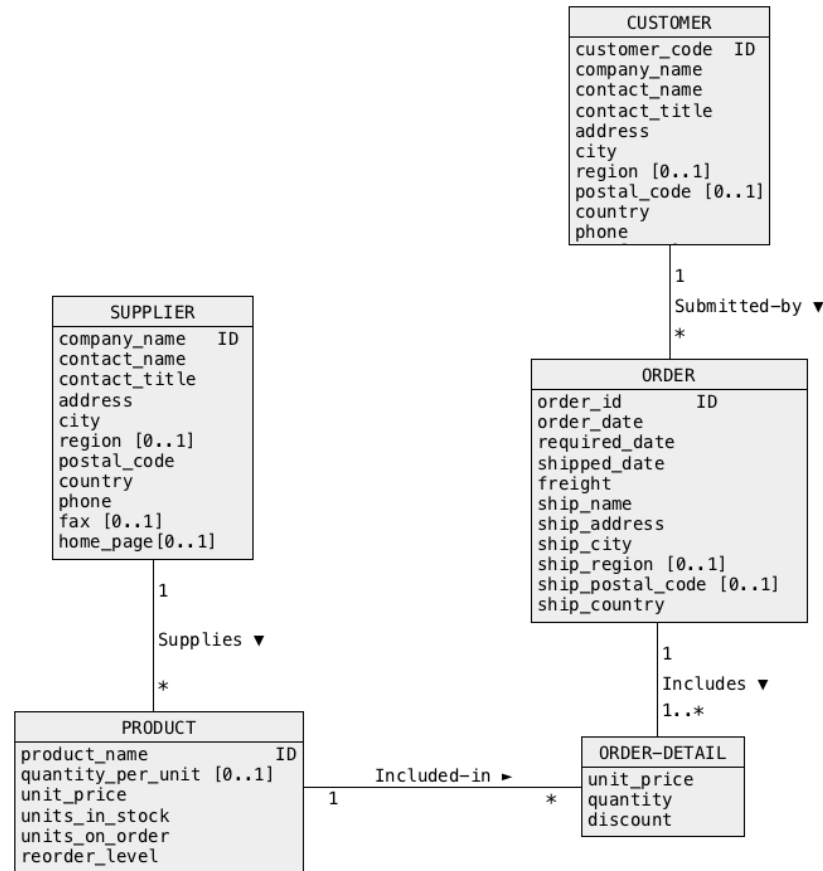 CUSTOMER
customer_code ID
company_name
contact_name
contact_title
address
city
region [0..1]
postal_code [0..1]
country
phone
1
Submitted-by ▼
*
SUPPLIER
company_name ID
contact_name
contact_title
address
city
region [0..1]
postal_code
country
phone
fax [0..1]
home_page[0..1]
ORDER
order_id ID
order_date
required_date
shipped_date
freight
ship_name
ship_address
ship_city
ship_region [0..1]
ship_postal_code [0..1]
ship_country
1
Supplies ▼
*
1
Includes ▼
1..*
PRODUCT
product_name ID
quantity_per_unit [0..1]
unit_price
units_in_stock
units_on_order
reorder_level
Included-in ►
1 *
ORDER-DETAIL
unit_price
quantity
discount